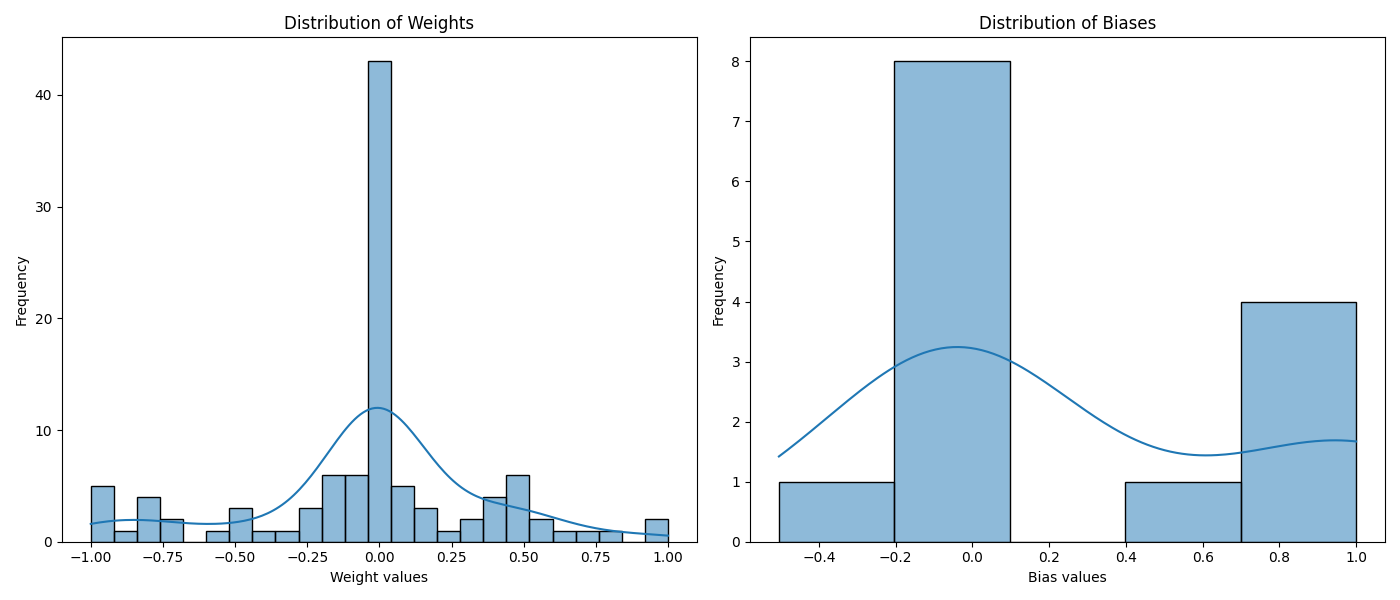 Distribution of Weights
Frequency
40
30
20
10
0
−1.00 −0.75 −0.50 −0.25 0.00 0.25 0.50 0.75 1.00
Weight values
Distribution of Biases
Frequency
8
7
6
5
4
3
2
1
0
−0.4 −0.2 0.0 0.2 0.4 0.6 0.8 1.0
Bias values